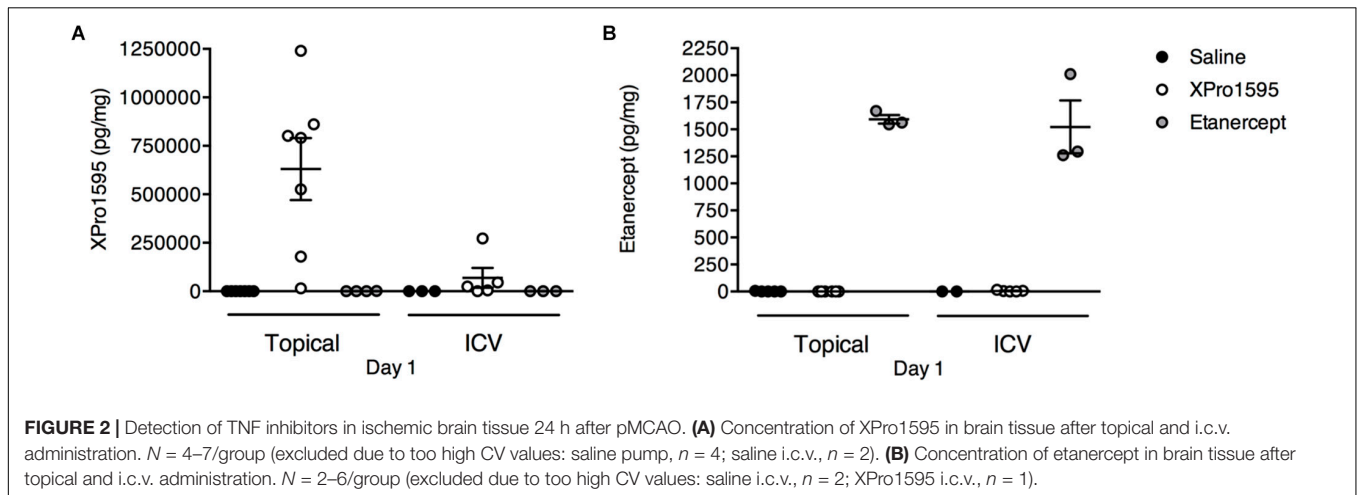 A
XPro1595 (pg/mg)
1250000
1000000
750000
500000
250000
0
Topical
ICV
Day 1
B
Etanercept (pg/mg)
2250
2000
1750
1500
1250
1000
750
500
250
0
Topical
ICV
Day 1
Saline
XPro1595
Etanercept
FIGURE 2 | Detection of TNF inhibitors in ischemic brain tissue 24 h after pMCAO. (A) Concentration of XPro1595 in brain tissue after topical and i.c.v.
administration. N = 4–7/group (excluded due to too high CV values: saline pump, n = 4; saline i.c.v., n = 2). (B) Concentration of etanercept in brain tissue after
topical and i.c.v. administration. N = 2–6/group (excluded due to too high CV values: saline i.c.v., n = 2; XPro1595 i.c.v., n = 1).